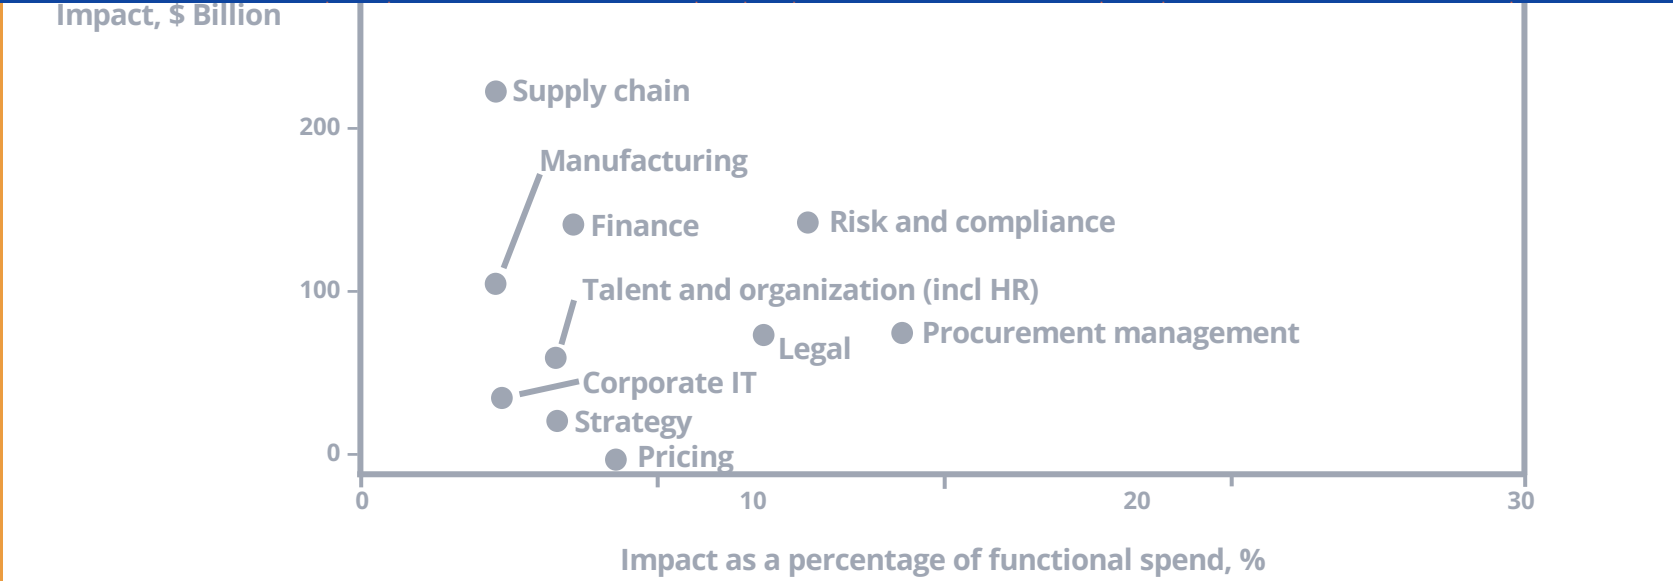 Impact, $ Billion
Supply chain
200
Manufacturing
Finance
Risk and compliance
100
Talent and organization (incl HR)
Procurement management
Legal
Corporate IT
Strategy
0
Pricing
0
10
20
30
Impact as a percentage of functional spend, %